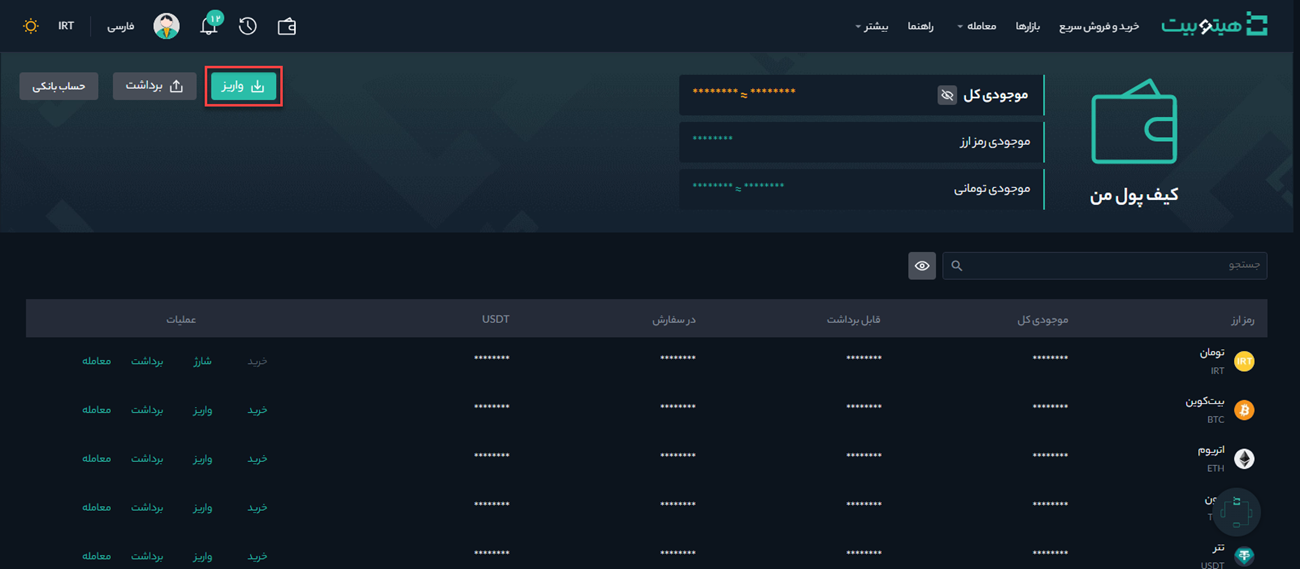 هیتوبیت خرید و فروش سریع بازارها معامله راهنما بیشتر ۱۲ فارسی IRT
کیف پول من
موجودی کل ******** ≈ ********
موجودی رمز ارز ********
موجودی تومانی ******** ≈ ********
واریز برداشت حساب بانکی
جستجو
رمز ارز موجودی کل قابل برداشت در سفارش USDT عملیات
تومان IRT ******** ******** ******** ******** خرید شارژ برداشت معامله
IRT
بیت‌کوین ******** ******** ******** ******** خرید واریز برداشت معامله
BTC
اتریوم ******** ******** ******** ******** خرید واریز برداشت معامله
ETH
******** ******** ******** ******** خرید واریز برداشت معامله
تتر ******** ******** ******** ******** خرید واریز برداشت معامله
USDT